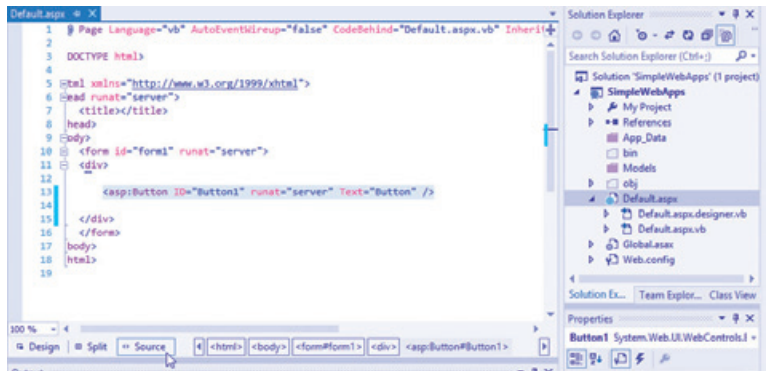 Default.aspx
1 @ Page Language="vb" AutoEventWireup="false" CodeBehind="Default.aspx.vb" Inherit
2
3 DOCTYPE html>
4
5 tml xmlns="http://www.w3.org/1999/xhtml">
6 ead runat="server">
7 <title></title>
8 head>
9 ody>
10 <form id="form1" runat="server">
11 <div>
12
13 <asp:Button ID="Button1" runat="server" Text="Button" />
14
15 </div>
16 </form>
17 body>
18 html>
19
100 %
Design Split Source <html> <body> <form#form1> <div> <asp:Button#Button1>
Solution Explorer
Search Solution Explorer (Ctrl+;)
Solution 'SimpleWebApps' (1 project)
SimpleWebApps
My Project
References
App_Data
bin
Models
obj
Default.aspx
Default.aspx.designer.vb
Default.aspx.vb
Global.asax
Web.config
Solution Ex... Team Explor... Class View
Properties
Button1 System.Web.UI.WebControls.